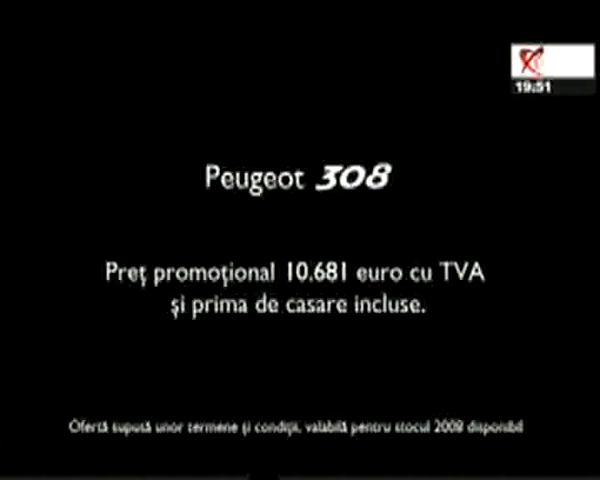 19:51
Peugeot 308
Preţ promoţional 10.681 euro cu TVA
şi prima de casare incluse.
Ofertă supusă unor termene şi condiţii, valabilă pentru stocul 2008 disponibil